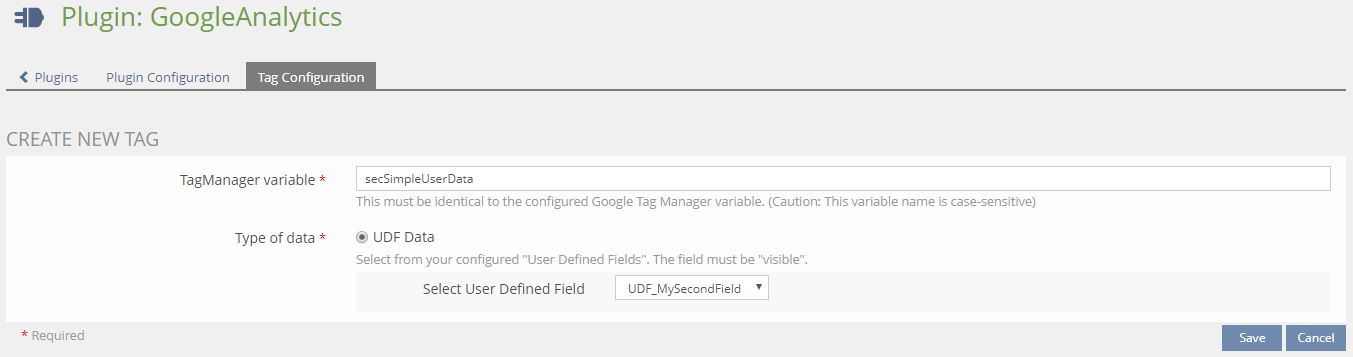 Plugin: GoogleAnalytics
Plugins Plugin Configuration Tag Configuration
CREATE NEW TAG
TagManager variable * secSimpleUserData
This must be identical to the configured Google Tag Manager variable. (Caution: This variable name is case-sensitive)
Type of data * UDF Data
Select from your configured "User Defined Fields". The field must be "visible".
Select User Defined Field UDF_MySecondField
* Required Save Cancel